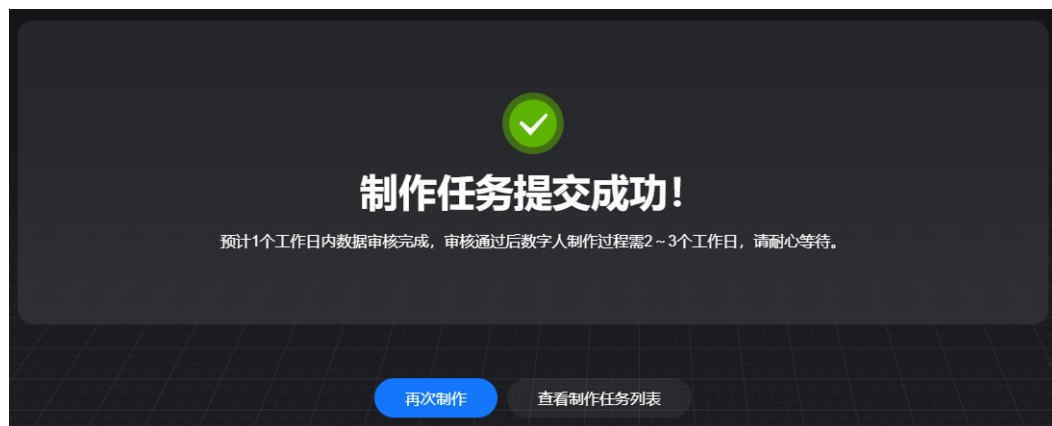 制作任务提交成功！
预计1个工作日内数据审核完成，审核通过后数字人制作过程需2~3个工作日，请耐心等待。
再次制作
查看制作任务列表